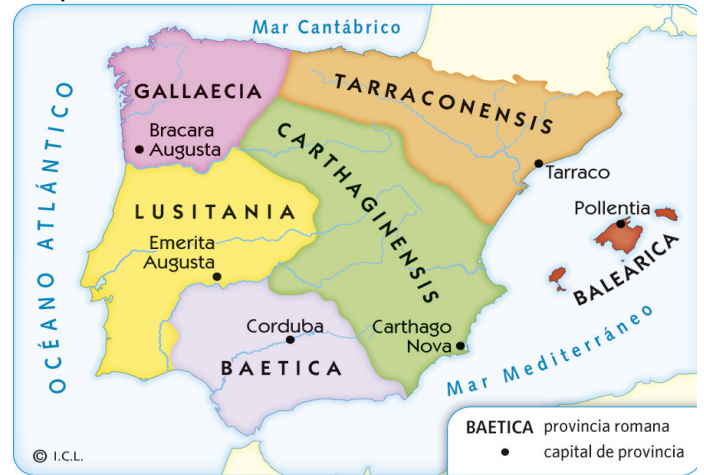 Mar Cantábrico
OCÉANO ATLÁNTICO
GALLAECIA
Bracara
Augusta
TARRACONENSIS
Tarraco
CARTHAGINENSIS
LUSITANIA
Emerita
Augusta
Pollentia
BALEARICA
Corduba
BAETICA
Carthago
Nova
Mar Mediterráneo
BAETICA provincia romana
capital de provincia
© I.C.L.